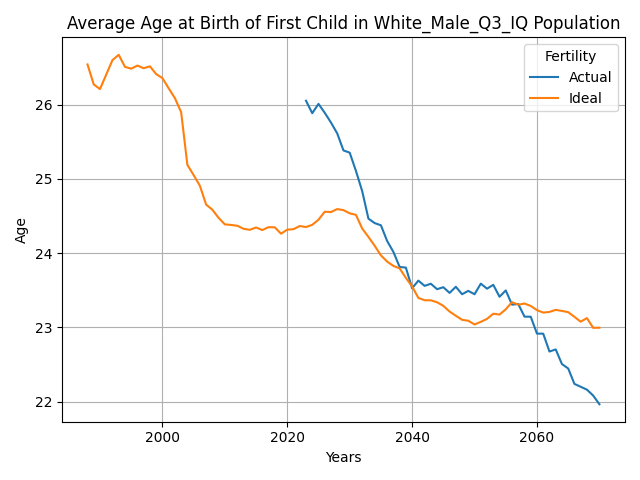 Average Age at Birth of First Child in White_Male_Q3_IQ Population
Fertility
Actual
Ideal
26
25
24
23
22
Age
2000
2020
2040
2060
Years